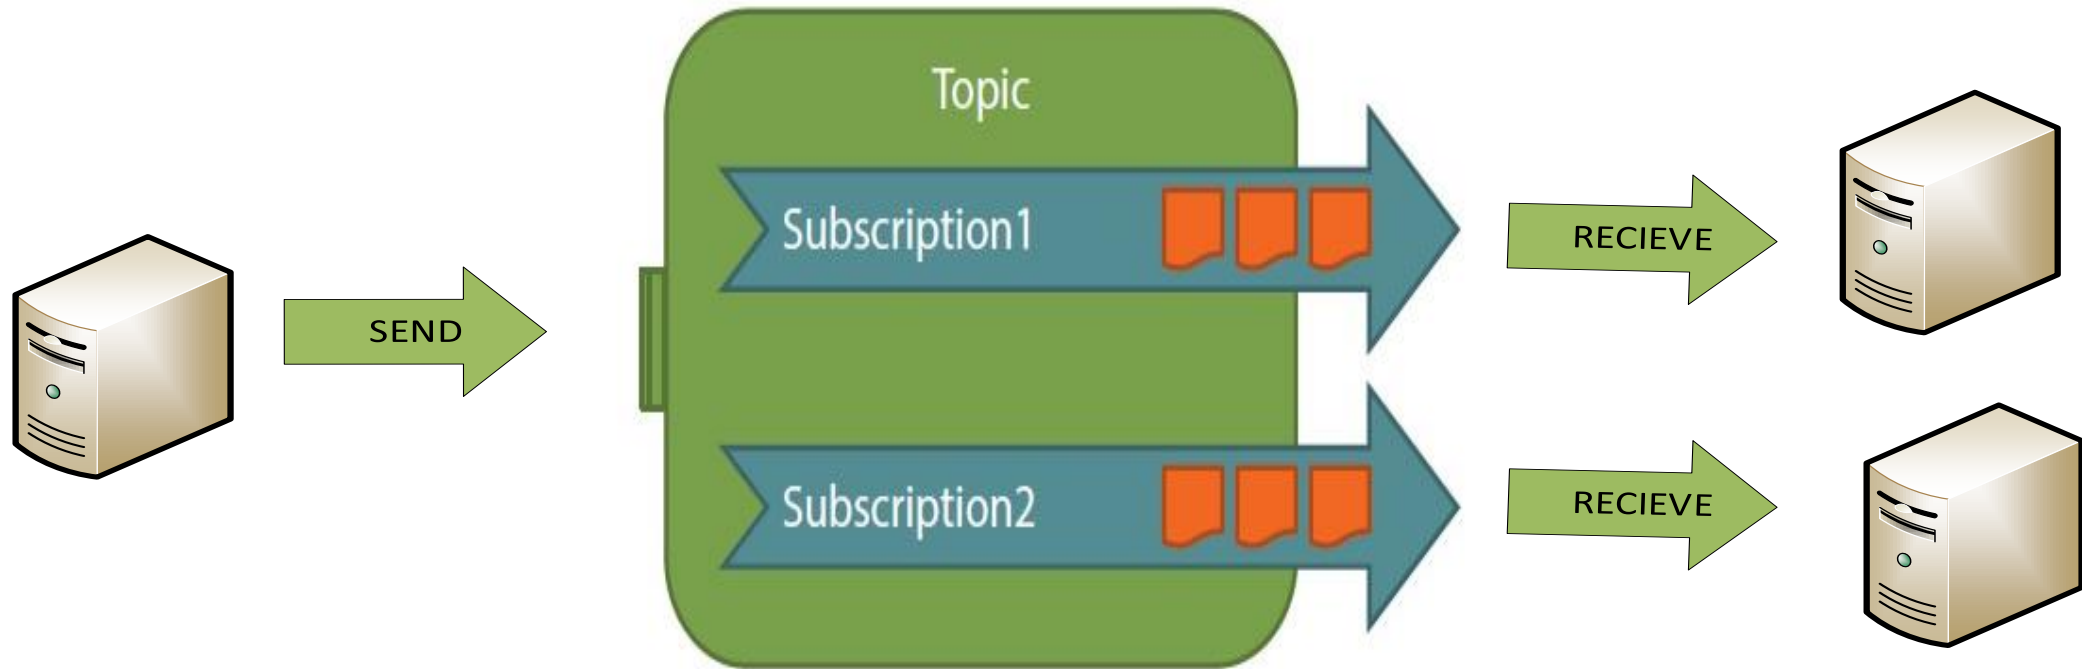 Topic
Subscription1
RECIEVE
SEND
Subscription2
RECIEVE